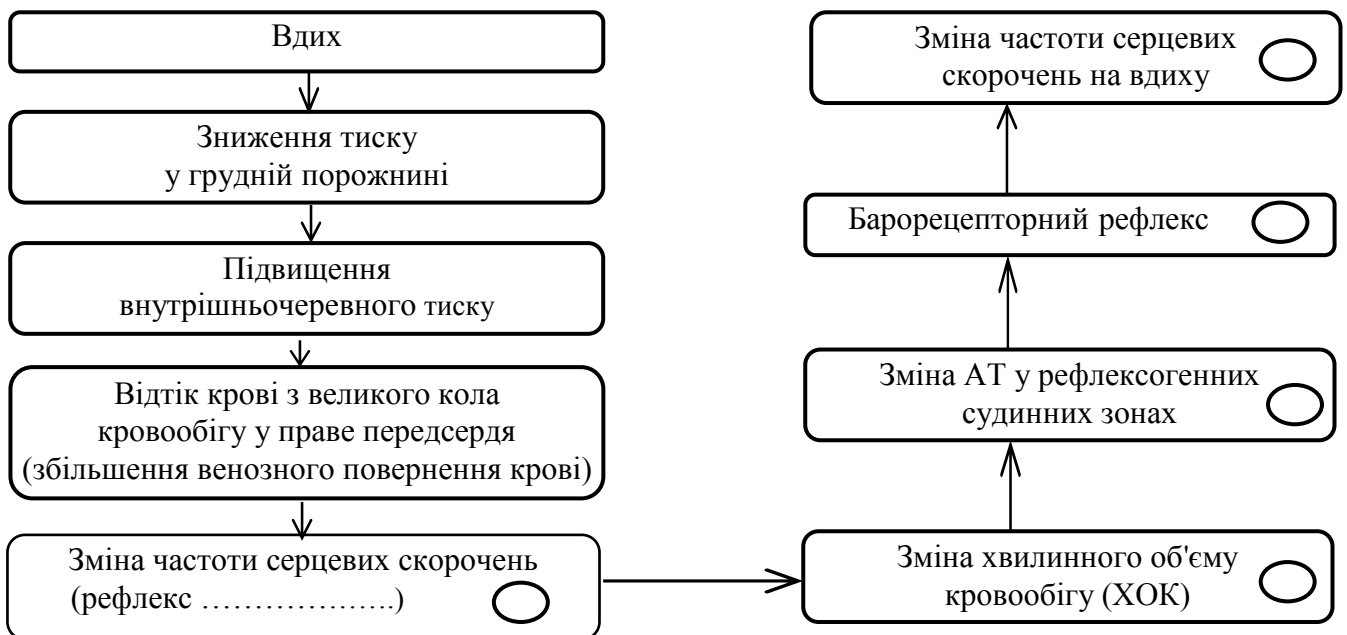 Вдих
Зниження тиску
у грудній порожнині
Підвищення
внутрішньочеревного тиску
Відтік крові з великого кола
кровообігу у праве передсердя
(збільшення венозного повернення крові)
Зміна частоти серцевих скорочень
(рефлекс ………………..)
Зміна хвилинного об'єму
кровообігу (ХОК)
Зміна АТ у рефлексогенних
судинних зонах
Барорецепторний рефлекс
Зміна частоти серцевих
скорочень на вдиху